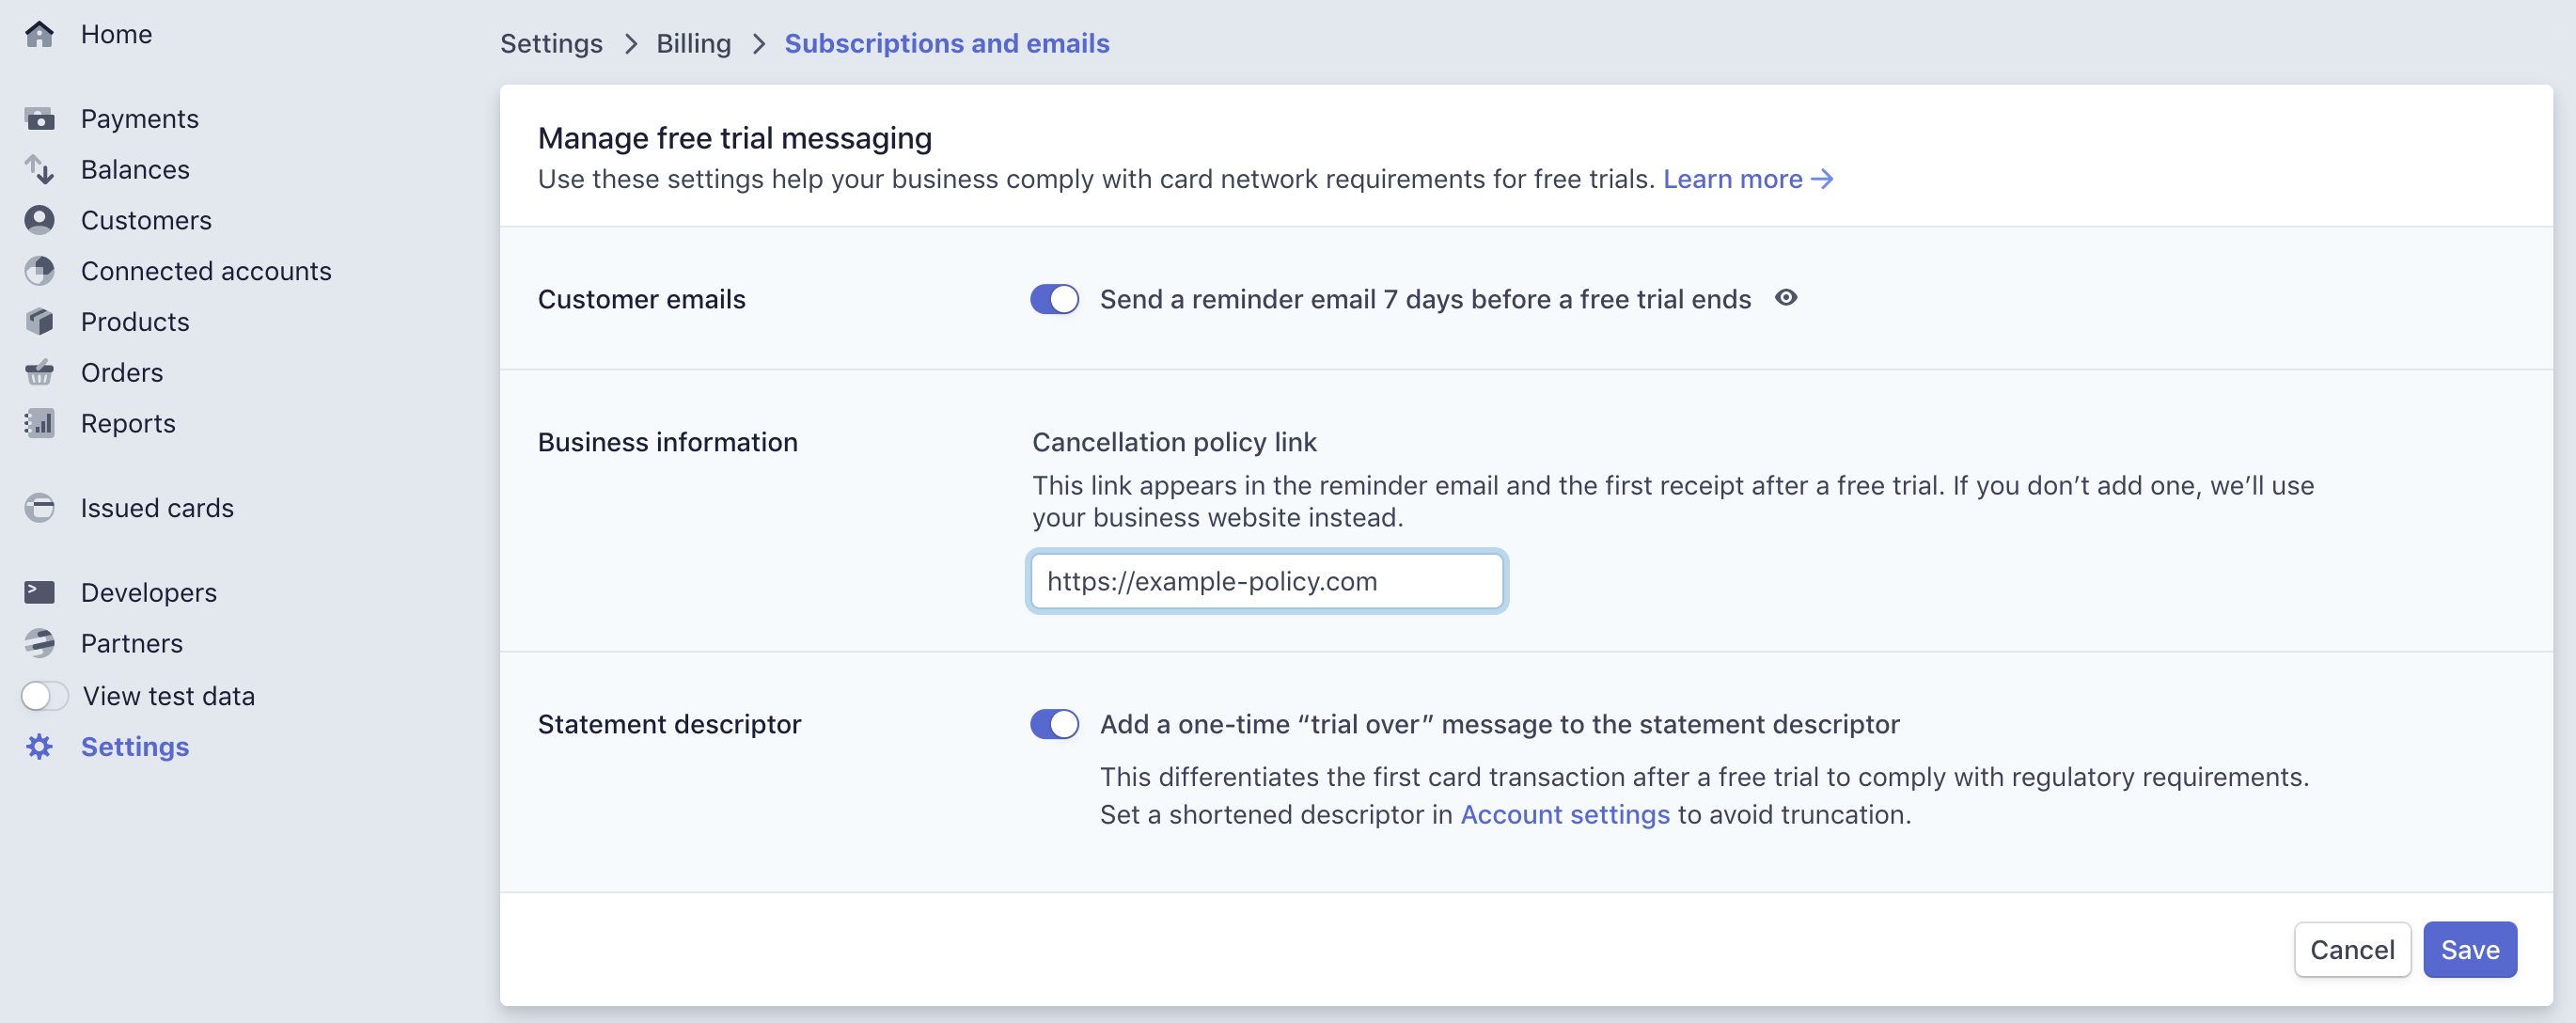 Home
Payments
Balances
Customers
Connected accounts
Products
Orders
Reports
Issued cards
Developers
Partners
View test data
Settings
Settings > Billing > Subscriptions and emails
Manage free trial messaging
Use these settings help your business comply with card network requirements for free trials. Learn more →
Customer emails
Send a reminder email 7 days before a free trial ends
Business information
Cancellation policy link
This link appears in the reminder email and the first receipt after a free trial. If you don’t add one, we’ll use
your business website instead.
https://example-policy.com
Statement descriptor
Add a one-time “trial over” message to the statement descriptor
This differentiates the first card transaction after a free trial to comply with regulatory requirements.
Set a shortened descriptor in Account settings to avoid truncation.
Cancel
Save